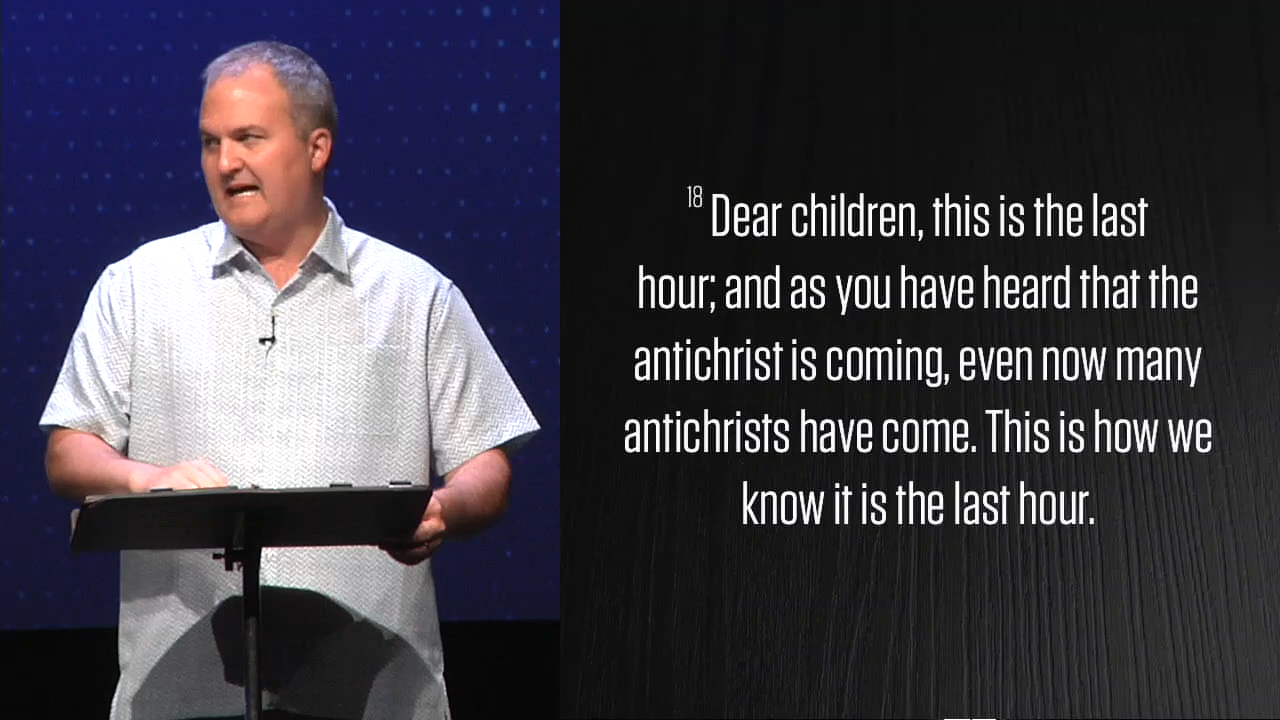 18 Dear children, this is the last
hour; and as you have heard that the
antichrist is coming, even now many
antichrists have come. This is how we
know it is the last hour.